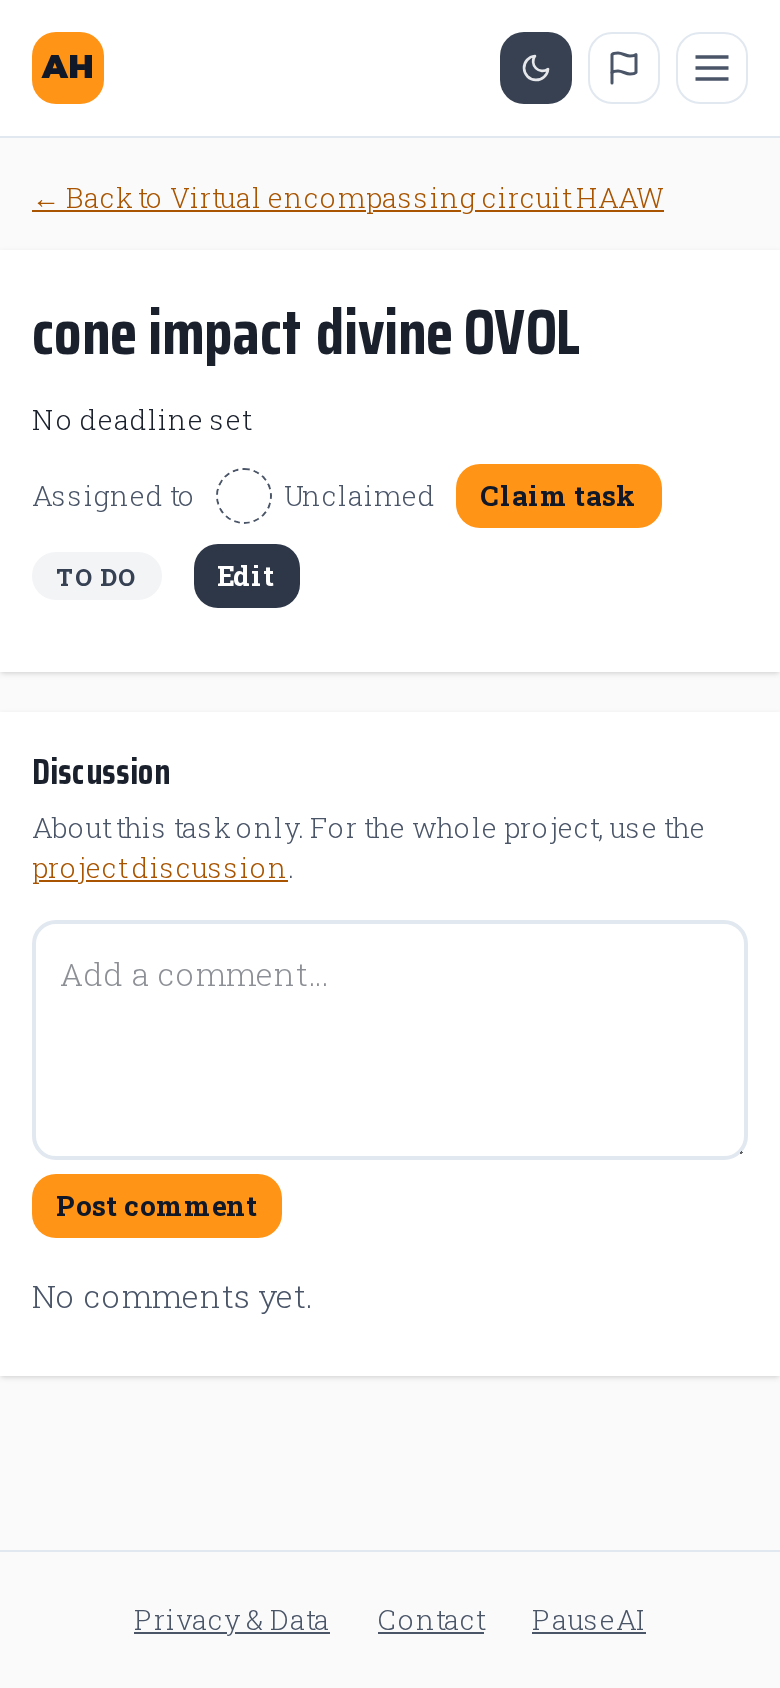 AH
← Back to Virtual encompassing circuit HAAW
cone impact divine OVOL
No deadline set
Assigned to Unclaimed Claim task
TO DO Edit
Discussion
About this task only. For the whole project, use the
project discussion.
Add a comment...
Post comment
No comments yet.
Privacy & Data Contact PauseAI